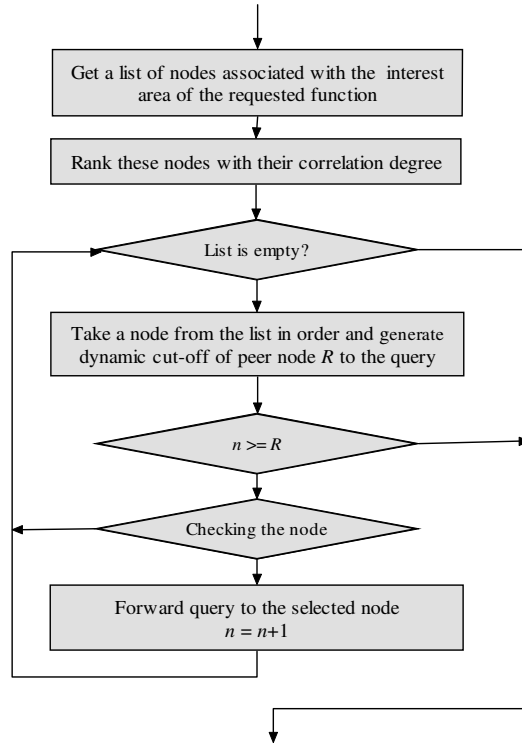 Get a list of nodes associated with the interest
area of the requested function
Rank these nodes with their correlation degree
List is empty?
Take a node from the list in order and generate
dynamic cut-off of peer node R to the query
n >= R
Checking the node
Forward query to the selected node
n = n+1